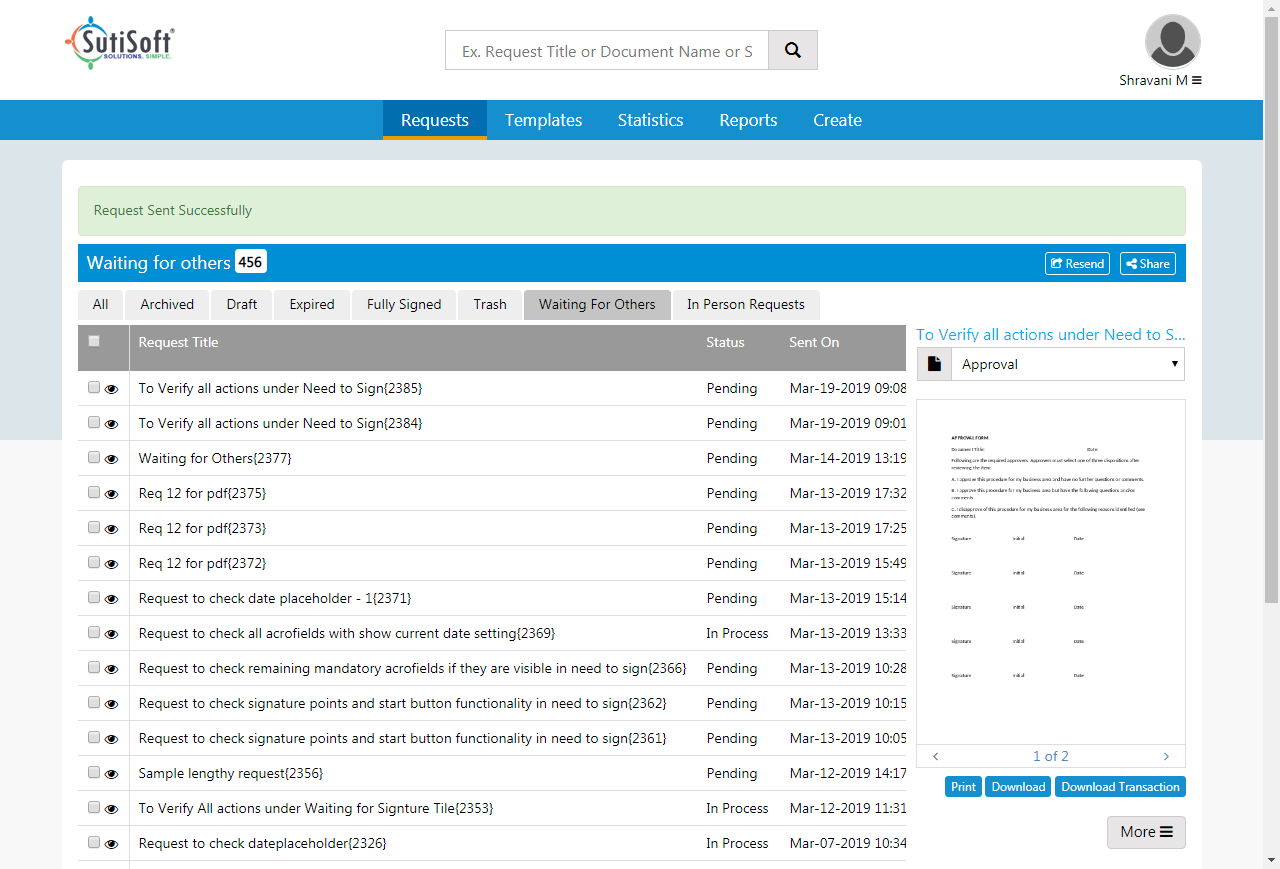 SutiSoft®
SOLUTIONS. SIMPLE.
Ex. Request Title or Document Name or S
Shravani M
Requests Templates Statistics Reports Create
Request Sent Successfully
Waiting for others 456 Resend Share
All Archived Draft Expired Fully Signed Trash Waiting For Others In Person Requests
Request Title Status Sent On
To Verify all actions under Need to Sign{2385} Pending Mar-19-2019 09:08
To Verify all actions under Need to Sign{2384} Pending Mar-19-2019 09:01
Waiting for Others{2377} Pending Mar-14-2019 13:19
Req 12 for pdf{2375} Pending Mar-13-2019 17:32
Req 12 for pdf{2373} Pending Mar-13-2019 17:25
Req 12 for pdf{2372} Pending Mar-13-2019 15:49
Request to check date placeholder - 1{2371} Pending Mar-13-2019 15:14
Request to check all acrofields with show current date setting{2369} In Process Mar-13-2019 13:33
Request to check remaining mandatory acrofields if they are visible in need to sign{2366} Pending Mar-13-2019 10:28
Request to check signature points and start button functionality in need to sign{2362} Pending Mar-13-2019 10:15
Request to check signature points and start button functionality in need to sign{2361} Pending Mar-13-2019 10:05
Sample lengthy request{2356} Pending Mar-12-2019 14:17
To Verify All actions under Waiting for Signture Tile{2353} In Process Mar-12-2019 11:31
Request to check dateplaceholder{2326} In Process Mar-07-2019 10:34
To Verify all actions under Need to S...
Approval
APPROVAL FORM
Document Title: Date:
Following are the required approvers. Approvers must select one of three dispositions after
reviewing the item:
A. I approve this procedure for my business area and have no further questions or comments.
B. I approve this procedure for my business area but have the following questions and/or
comments.
C. I disapprove of this procedure for my business area for the following reasons identified (see
comments).
Signature Initial Date
Signature Initial Date
Signature Initial Date
Signature Initial Date
Signature Initial Date
1 of 2
Print Download Download Transaction
More